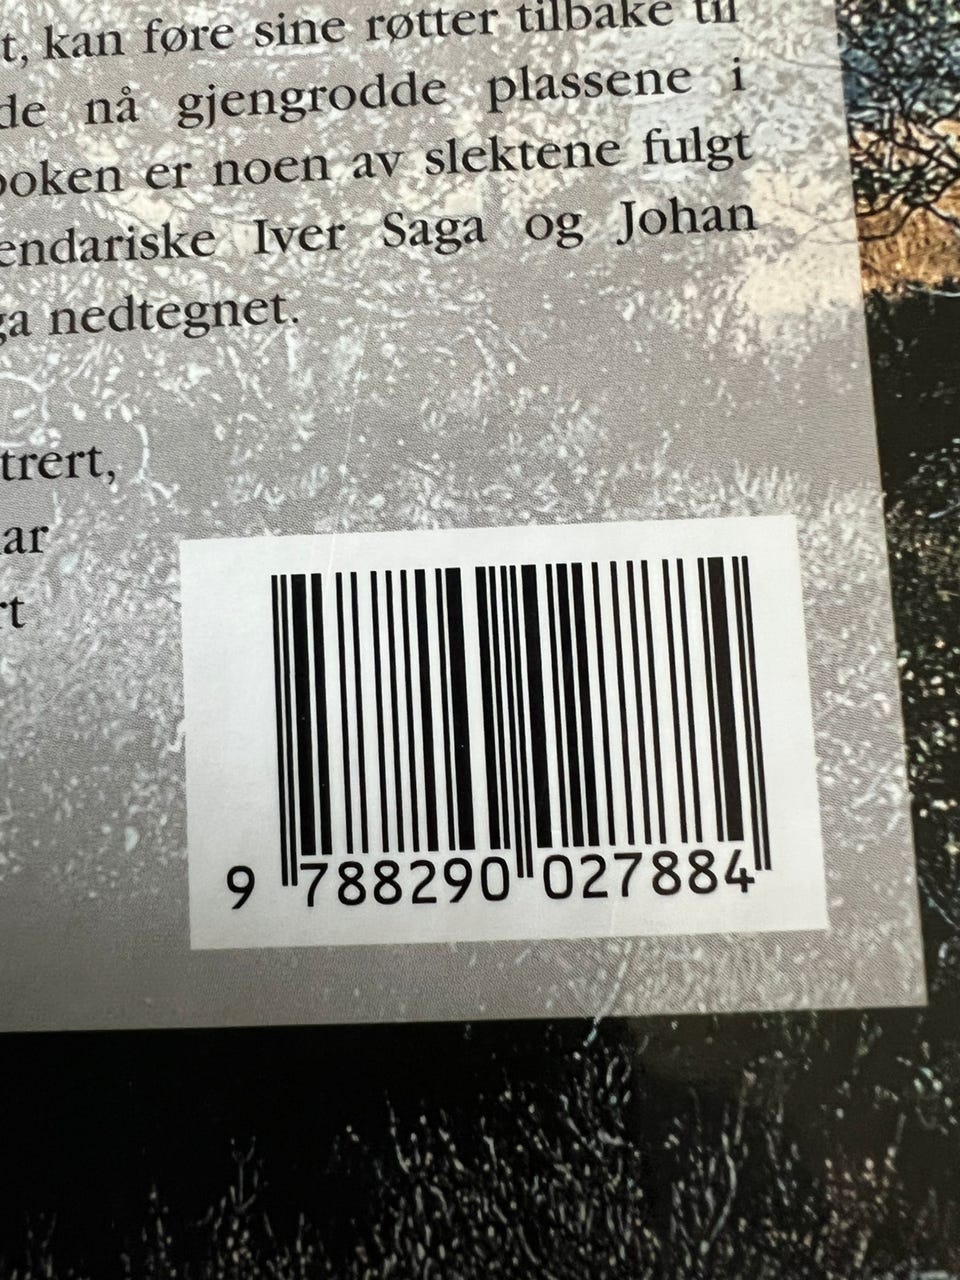 t, kan føre sine røtter tilbake til
de nå gjengrodde plassene i
boken er noen av slektene fulgt
endariske Iver Saga og Johan
ga nedtegnet.
trert,
ar
rt
9 788290 027884